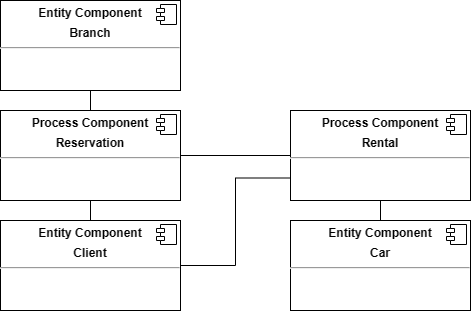 Entity Component
Branch
Process Component
Reservation
Process Component
Rental
Entity Component
Client
Entity Component
Car